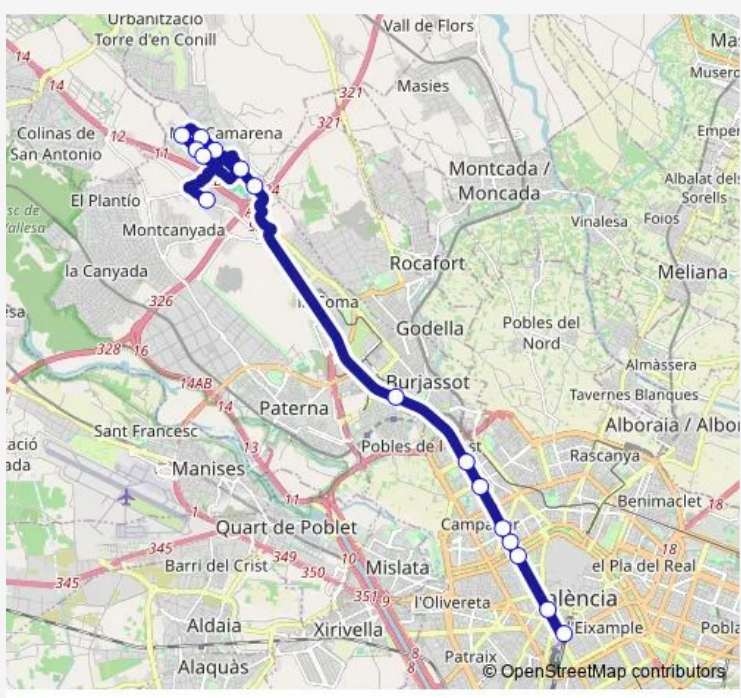 Urbanització
Torre d'en Conill
Vall de Flors
14
14
321
Masies
Museros
321
Colinas de
San Antonio
12
11
Camarena
Montcada /
Moncada
El Plantío
Albalat dels
Sorells
Vinalesa
Foios
Montcanyada
Rocafort
Meliana
la Canyada
326
Godella
Pobles del
Nord
328
16
Almàssera
14AB
Burjassot
Tavernes Blanques
14
Paterna
Alboraia / Albo
Sant Francesc
13
Rascanya
Manises
11
Benimaclet
18
1
Quart de Poblet
345
349
10
18
345
Barri del Crist
350
Mislata
el Pla del Real
351
9
l'Olivereta
alència
Aldaia
Xirivella
l'Eixample
8
8
Patraix
Alaquàs
© OpenStreetMap contributors